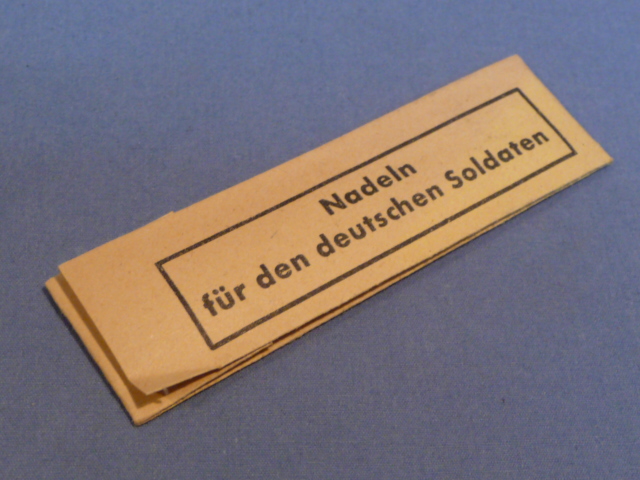 Nadeln
für den deutschen Soldaten